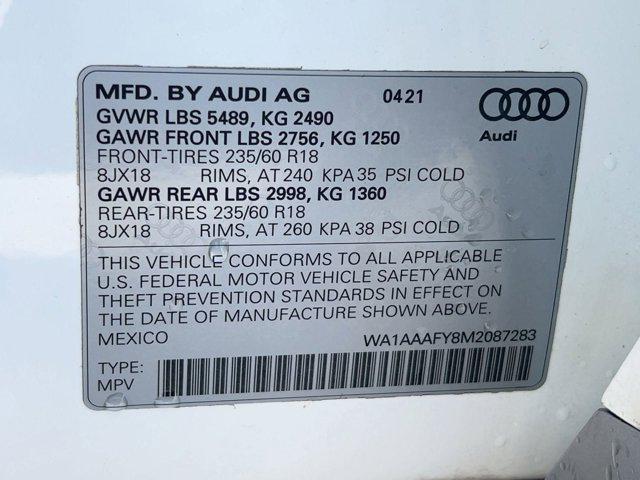 MFD. BY AUDI AG 0421
GVWR LBS 5489, KG 2490
GAWR FRONT LBS 2756, KG 1250
Audi
FRONT-TIRES 235/60 R18
8JX18 RIMS, AT 240 KPA 35 PSI COLD
GAWR REAR LBS 2998, KG 1360
REAR-TIRES 235/60 R18
8JX18 RIMS, AT 260 KPA 38 PSI COLD
THIS VEHICLE CONFORMS TO ALL APPLICABLE
U.S. FEDERAL MOTOR VEHICLE SAFETY AND
THEFT PREVENTION STANDARDS IN EFFECT ON
THE DATE OF MANUFACTURE SHOWN ABOVE.
MEXICO WA1AAAFY8M2087283
TYPE:
MPV